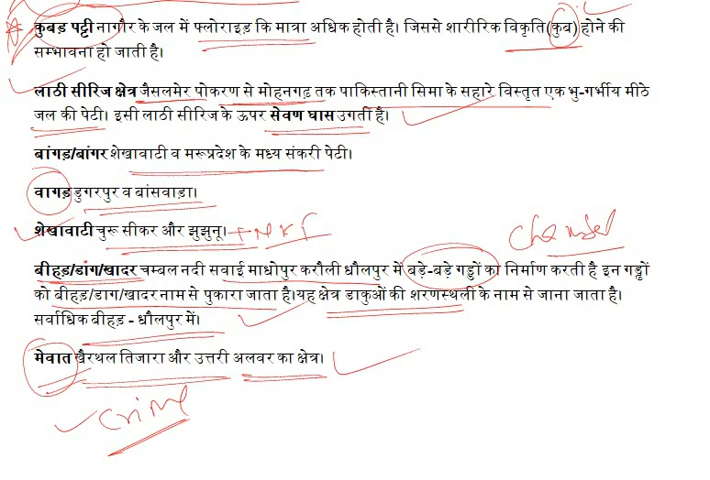 कुबड़ पट्टी नागौर के जल में फ्लोराइड़ कि मात्रा अधिक होती है। जिससे शारीरिक विकृति(कुब) होने की
सम्भावना हो जाती है।
लाठी सीरिज क्षेत्र जैसलमेर पोकरण से मोहनगढ़ तक पाकिस्तानी सिमा के सहारे विस्तृत एक भु-गर्भीय मीठे
जल की पेटी। इसी लाठी सीरिज के ऊपर सेवण घास उगती है।
बांगड़/बांगर शेखावाटी व मरूप्रदेश के मध्य संकरी पेटी।
वागड़ डुगरपुर व बांसवाड़ा।
शेखावाटी चुरू सीकर और झुझुनू। + NKT
बीहड़/डांग/खादर चम्बल नदी सवाई माधोपुर करौली धौलपुर में बड़े-बड़े गड्डों का निर्माण करती है इन गड्ढों
को बीहड़/डाग/खादर नाम से पुकारा जाता है।यह क्षेत्र डाकुओं की शरणस्थली के नाम से जाना जाता है।
सर्वाधिक बीहड़ - धौलपुर में।
मेवात खैरथल तिजारा और उत्तरी अलवर का क्षेत्र।
Crime